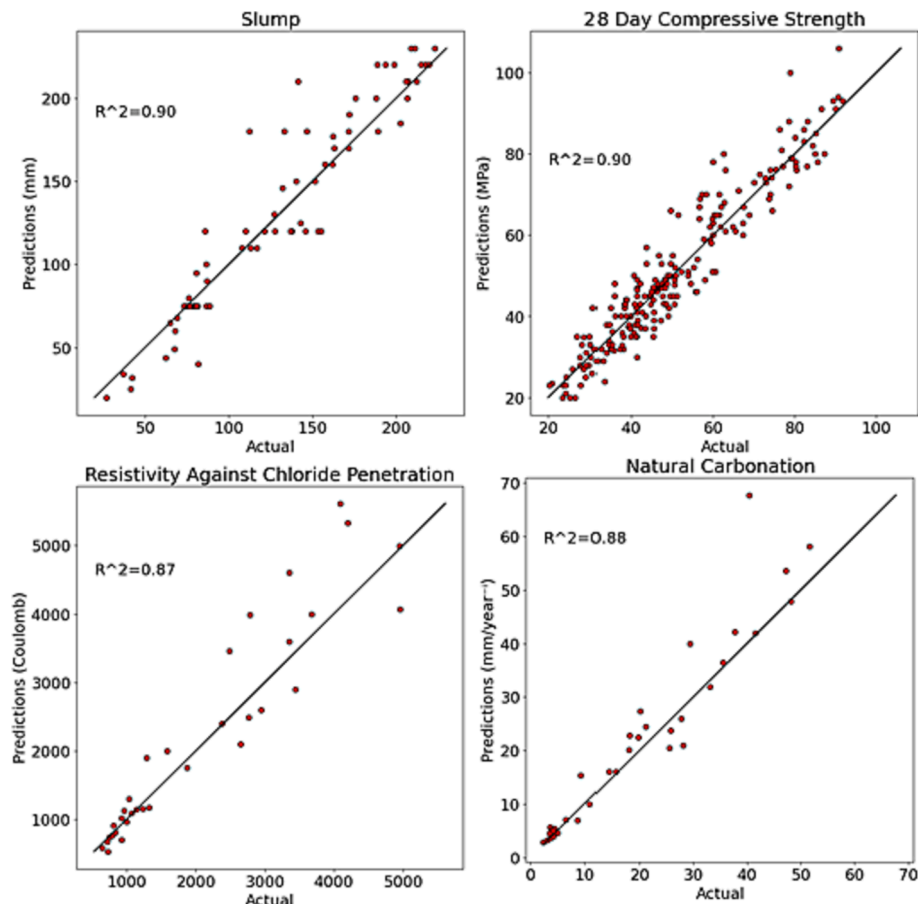 Slump
R^2=0.90
200
150
100
50
Predictions (mm)
50
100
150
200
Actual
28 Day Compressive Strength
R^2=0.90
100
80
60
40
20
Predictions (MPa)
20
40
60
80
100
Actual
Resistivity Against Chloride Penetration
R^2=0.87
5000
4000
3000
2000
1000
Predictions (Coulomb)
1000
2000
3000
4000
5000
Actual
Natural Carbonation
R^2=0.88
70
60
50
40
30
20
10
0
Predictions (mm/year⁻¹)
0
10
20
30
40
50
60
70
Actual